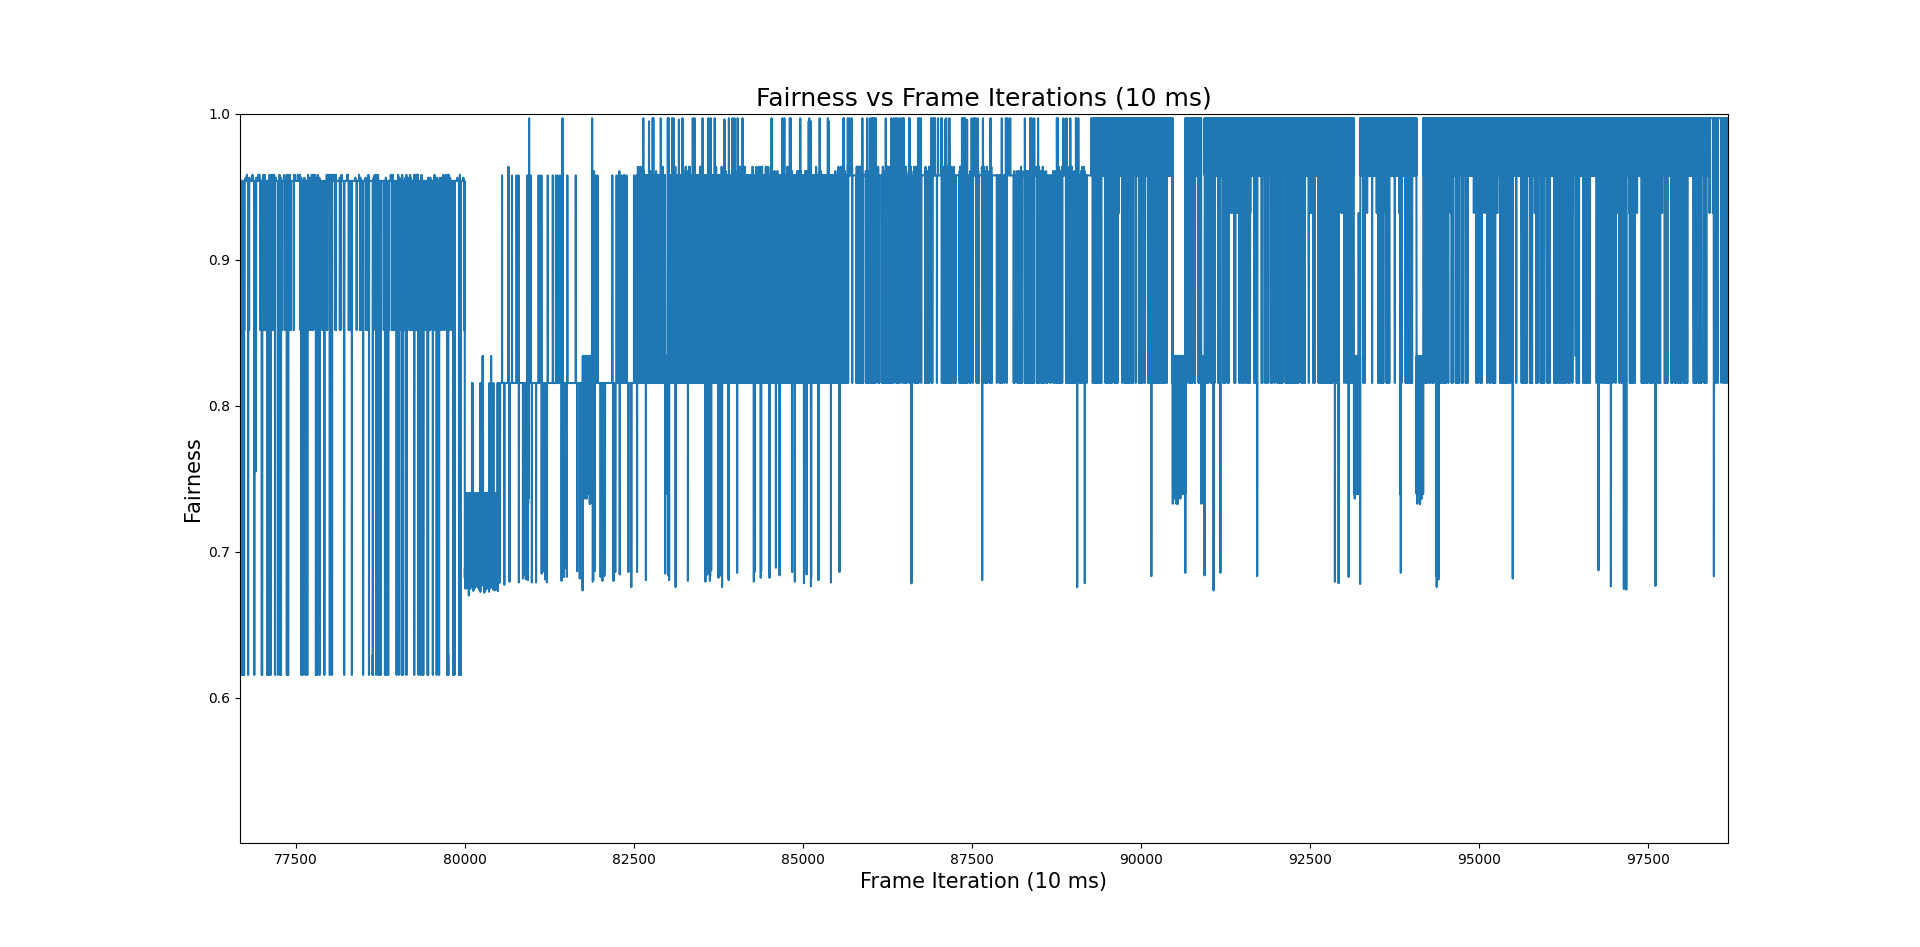 Fairness vs Frame Iterations (10 ms)
1.0
0.9
0.8
0.7
0.6
Fairness
77500 80000 82500 85000 87500 90000 92500 95000 97500
Frame Iteration (10 ms)